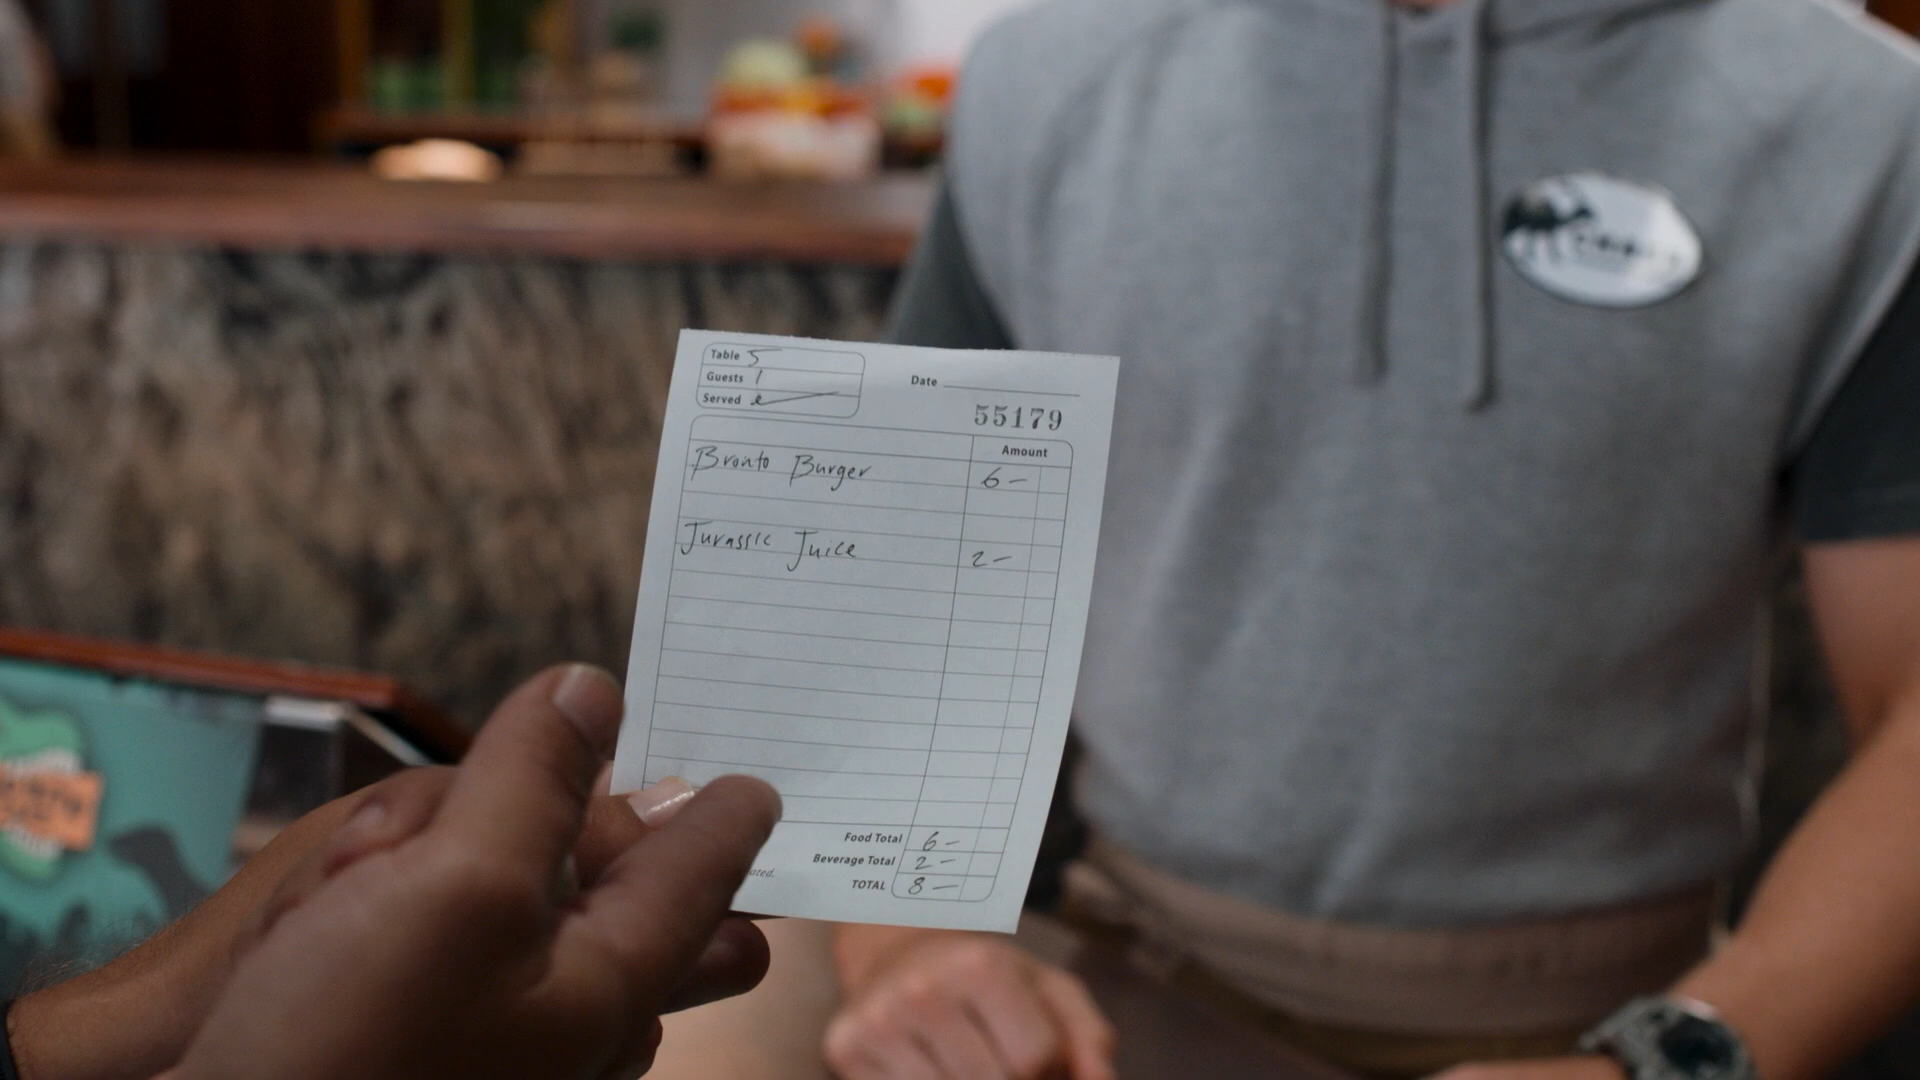 Table 5
Guests 1
Served
Date
55179
Amount
Bronto Burger 6 –
Jurassic Juice 2 –
Food Total 6 –
Beverage Total 2 –
TOTAL 8 –